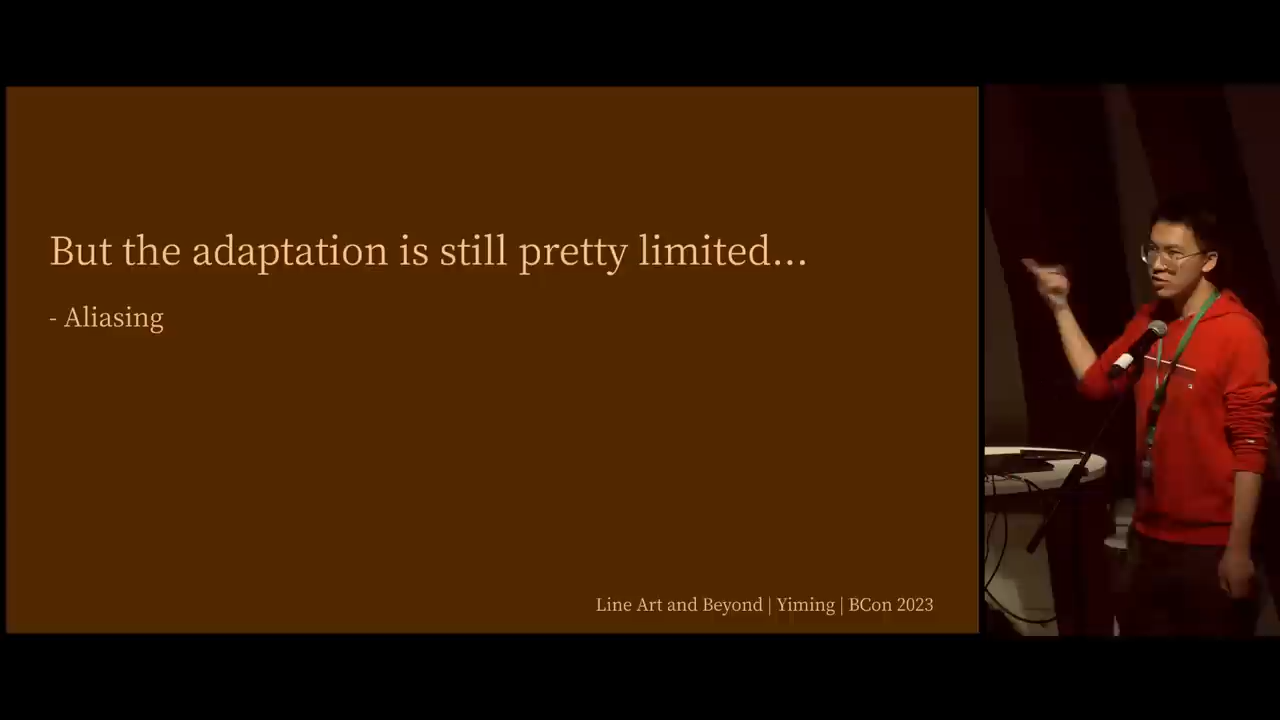 But the adaptation is still pretty limited...
- Aliasing
Line Art and Beyond | Yiming | BCon 2023